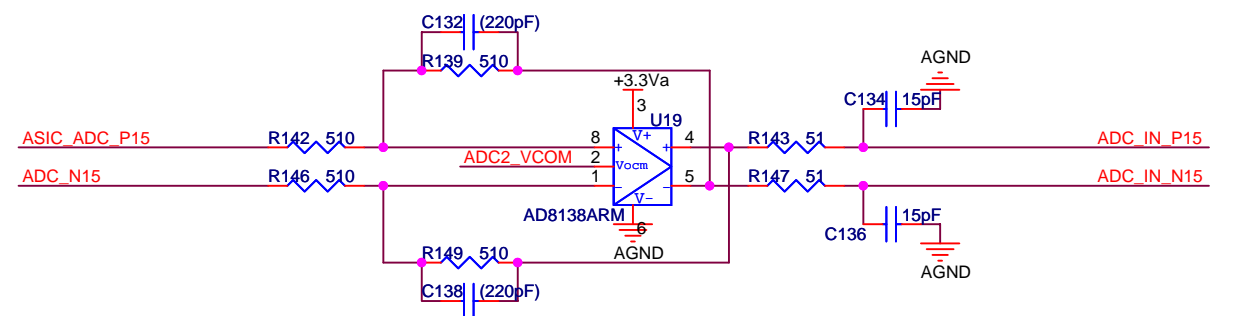 C132 (220pF)
R139 510
AGND
+3.3Va
3
C134 15pF
U19
ASIC_ADC_P15
R142 510
8
+
V+
+
4
R143 51
ADC_IN_P15
ADC2_VCOM
2
Vocm
ADC_N15
R146 510
1
-
-
5
R147 51
ADC_IN_N15
V-
AD8138ARM
15pF
6
C136
R149 510
AGND
AGND
C138 (220pF)